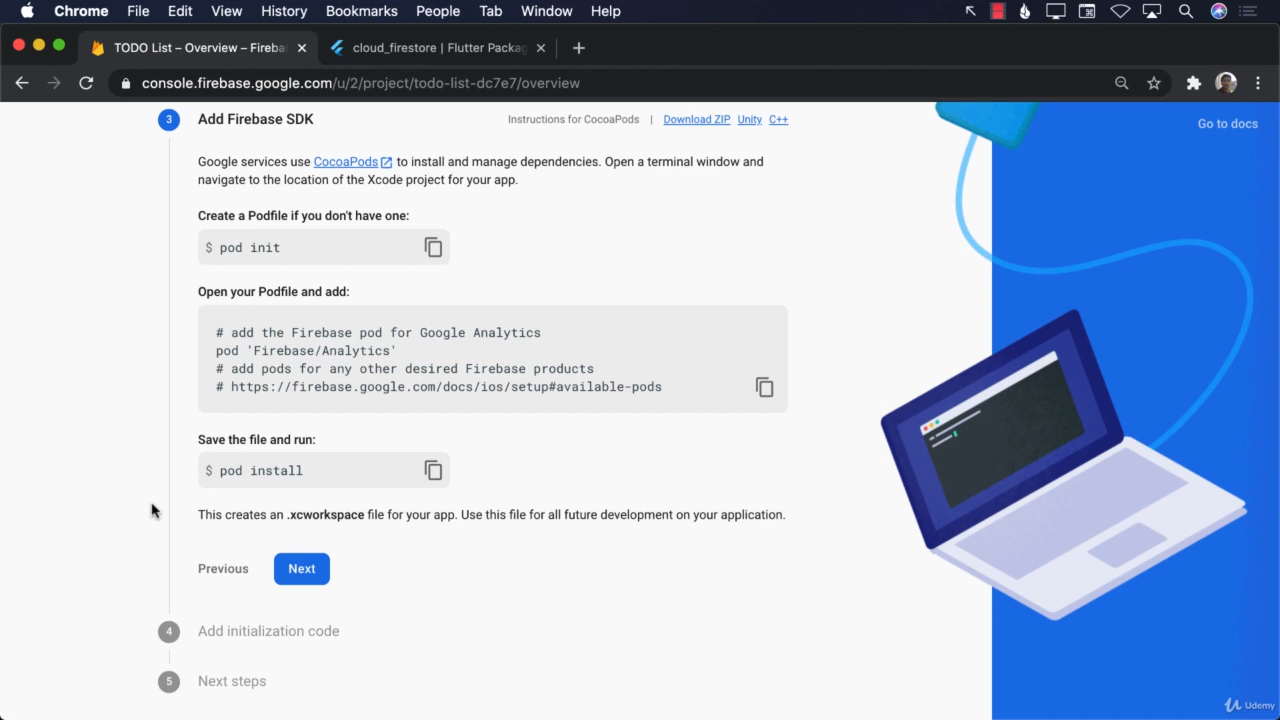 Chrome File Edit View History Bookmarks People Tab Window Help
TODO List – Overview – Fireba
cloud_firestore | Flutter Packag
console.firebase.google.com/u/2/project/todo-list-dc7e7/overview
3 Add Firebase SDK Instructions for CocoaPods | Download ZIP Unity C++
Go to docs
Google services use CocoaPods to install and manage dependencies. Open a terminal window and
navigate to the location of the Xcode project for your app.
Create a Podfile if you don't have one:
$ pod init
Open your Podfile and add:
# add the Firebase pod for Google Analytics
pod 'Firebase/Analytics'
# add pods for any other desired Firebase products
# https://firebase.google.com/docs/ios/setup#available-pods
Save the file and run:
$ pod install
This creates an .xcworkspace file for your app. Use this file for all future development on your application.
Previous Next
4 Add initialization code
5 Next steps
Udemy